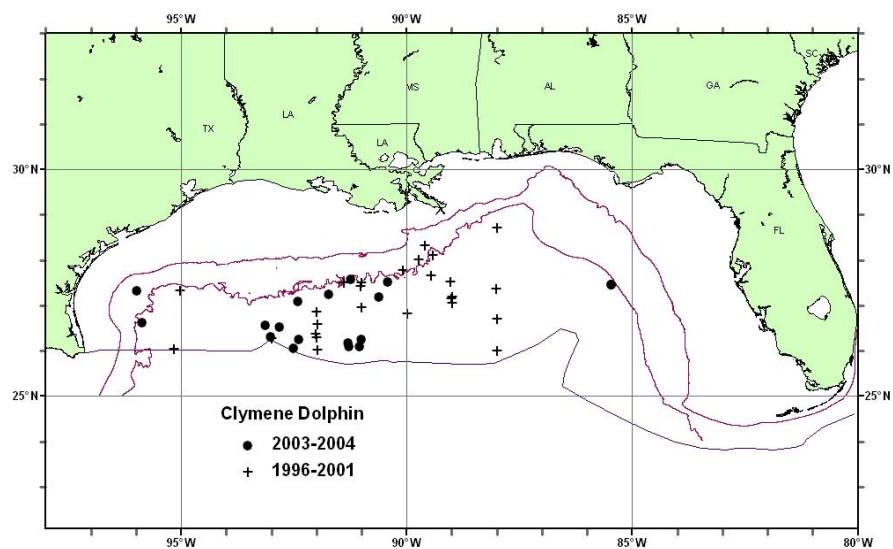 95°W 90°W 85°W
SC
MS AL GA
LA
TX
LA
30°N 30°N
FL
25°N 25°N
Clymene Dolphin
2003-2004
1996-2001
95°W 90°W 85°W 80°W